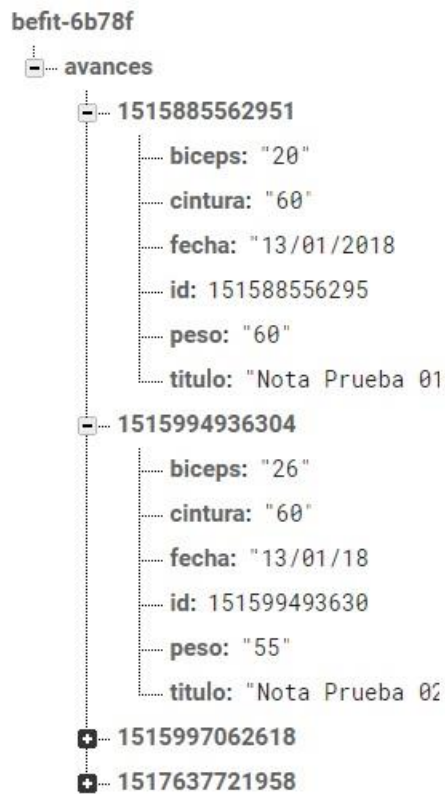 befit-6b78f
avances
1515885562951
biceps: "20"
cintura: "60"
fecha: "13/01/2018
id: 151588556295
peso: "60"
titulo: "Nota Prueba 01
1515994936304
biceps: "26"
cintura: "60"
fecha: "13/01/18
id: 151599493630
peso: "55"
titulo: "Nota Prueba 02
1515997062618
1517637721958